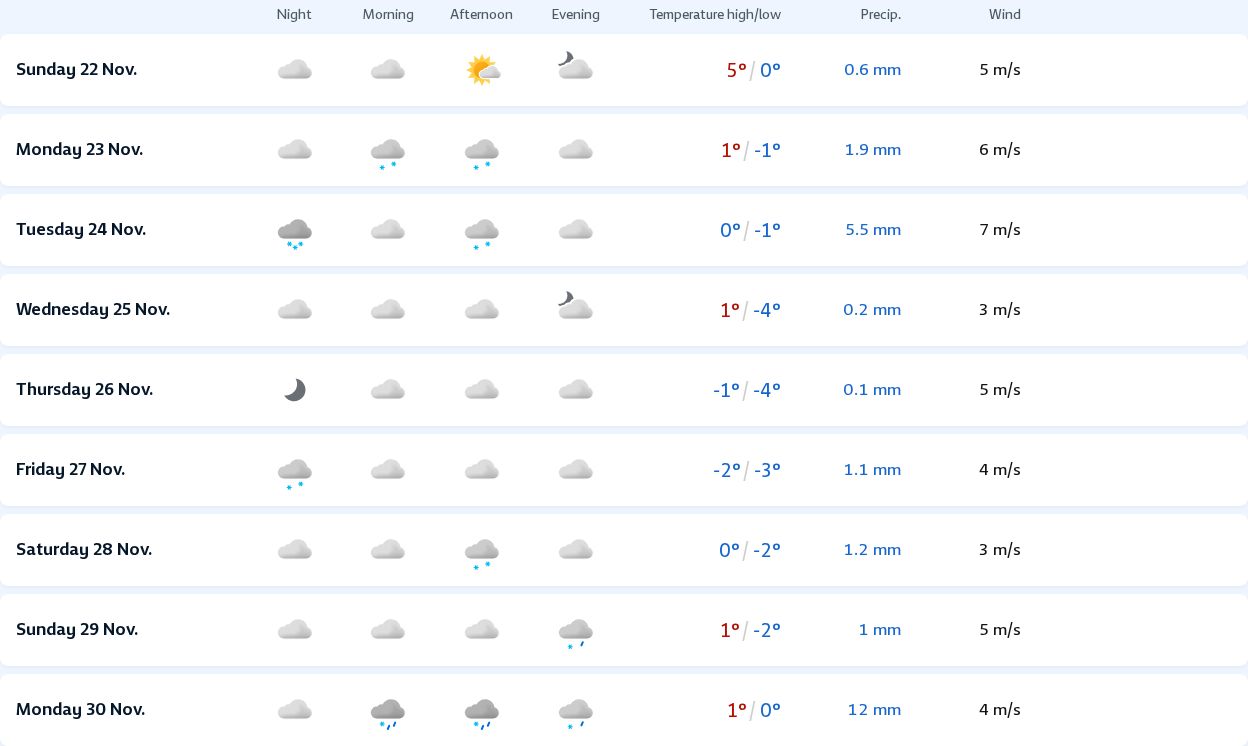 Night Morning Afternoon Evening Temperature high/low Precip. Wind
Sunday 22 Nov. 5°/0° 0.6 mm 5 m/s
Monday 23 Nov. 1°/-1° 1.9 mm 6 m/s
Tuesday 24 Nov. 0°/-1° 5.5 mm 7 m/s
Wednesday 25 Nov. 1°/-4° 0.2 mm 3 m/s
Thursday 26 Nov. -1°/-4° 0.1 mm 5 m/s
Friday 27 Nov. -2°/-3° 1.1 mm 4 m/s
Saturday 28 Nov. 0°/-2° 1.2 mm 3 m/s
Sunday 29 Nov. 1°/-2° 1 mm 5 m/s
Monday 30 Nov. 1°/0° 12 mm 4 m/s